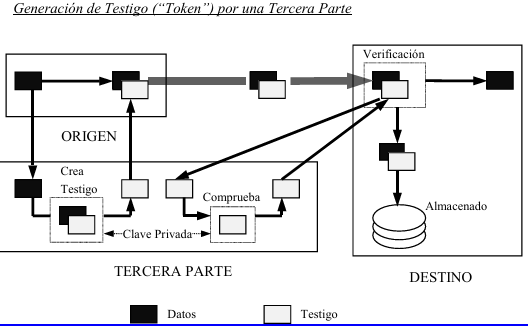 Generación de Testigo (“Token”) por una Tercera Parte
Verificación
ORIGEN
Crea
Testigo
Comprueba
Clave Privada
Almacenado
TERCERA PARTE
DESTINO
Datos
Testigo